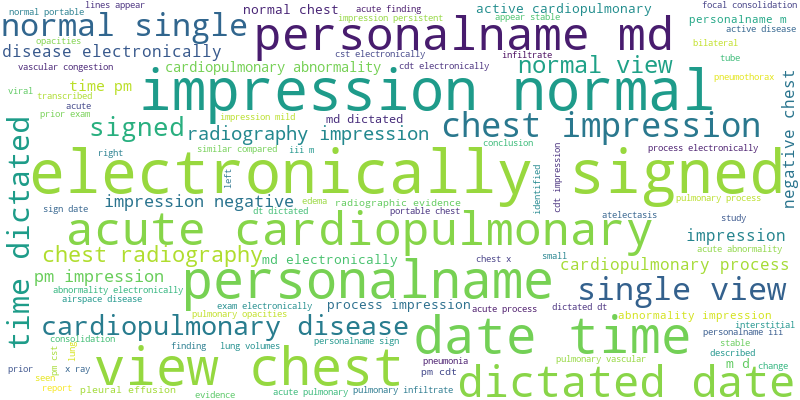 lines appear
normal portable
normal single
disease electronically
opacities
vascular congestion
normal chest
acute finding
impression persistent
personalname md
cst electronically
cardiopulmonary abnormality
cdt electronically
active cardiopulmonary
appear stable
infiltrate
normal view
focal consolidation
personalname m
active disease
bilateral
tube
pneumothorax
viral
transcribed
time pm
acute
prior exam
impression normal
signed
impression mild
md dictated
radiography impression
chest impression
negative chest
similar compared
iii m
conclusion
process electronically
right
electronically signed
left
identified
cdt impression
time dictated
impression negative
edema
radiographic evidence
pulmonary process
sign date
dt dictated
portable chest
atelectasis
study
acute cardiopulmonary
impression
acute abnormality
chest radiography
md electronically
chest x
small
cardiopulmonary process
pm impression
personalname
abnormality electronically
airspace disease
single view
exam electronically
process impression
acute process
dictated dt
interstitial
pulmonary opacities
abnormality impression
cardiopulmonary disease
date time
personalname iii
consolidation
finding
lung volumes
personalname sign
stable
described
pm cst
lung
view chest
pneumonia
pm cdt
pulmonary vascular
m d
change
prior
x ray
seen
report
pleural effusion
evidence
acute pulmonary
pulmonary infiltrate
dictated date